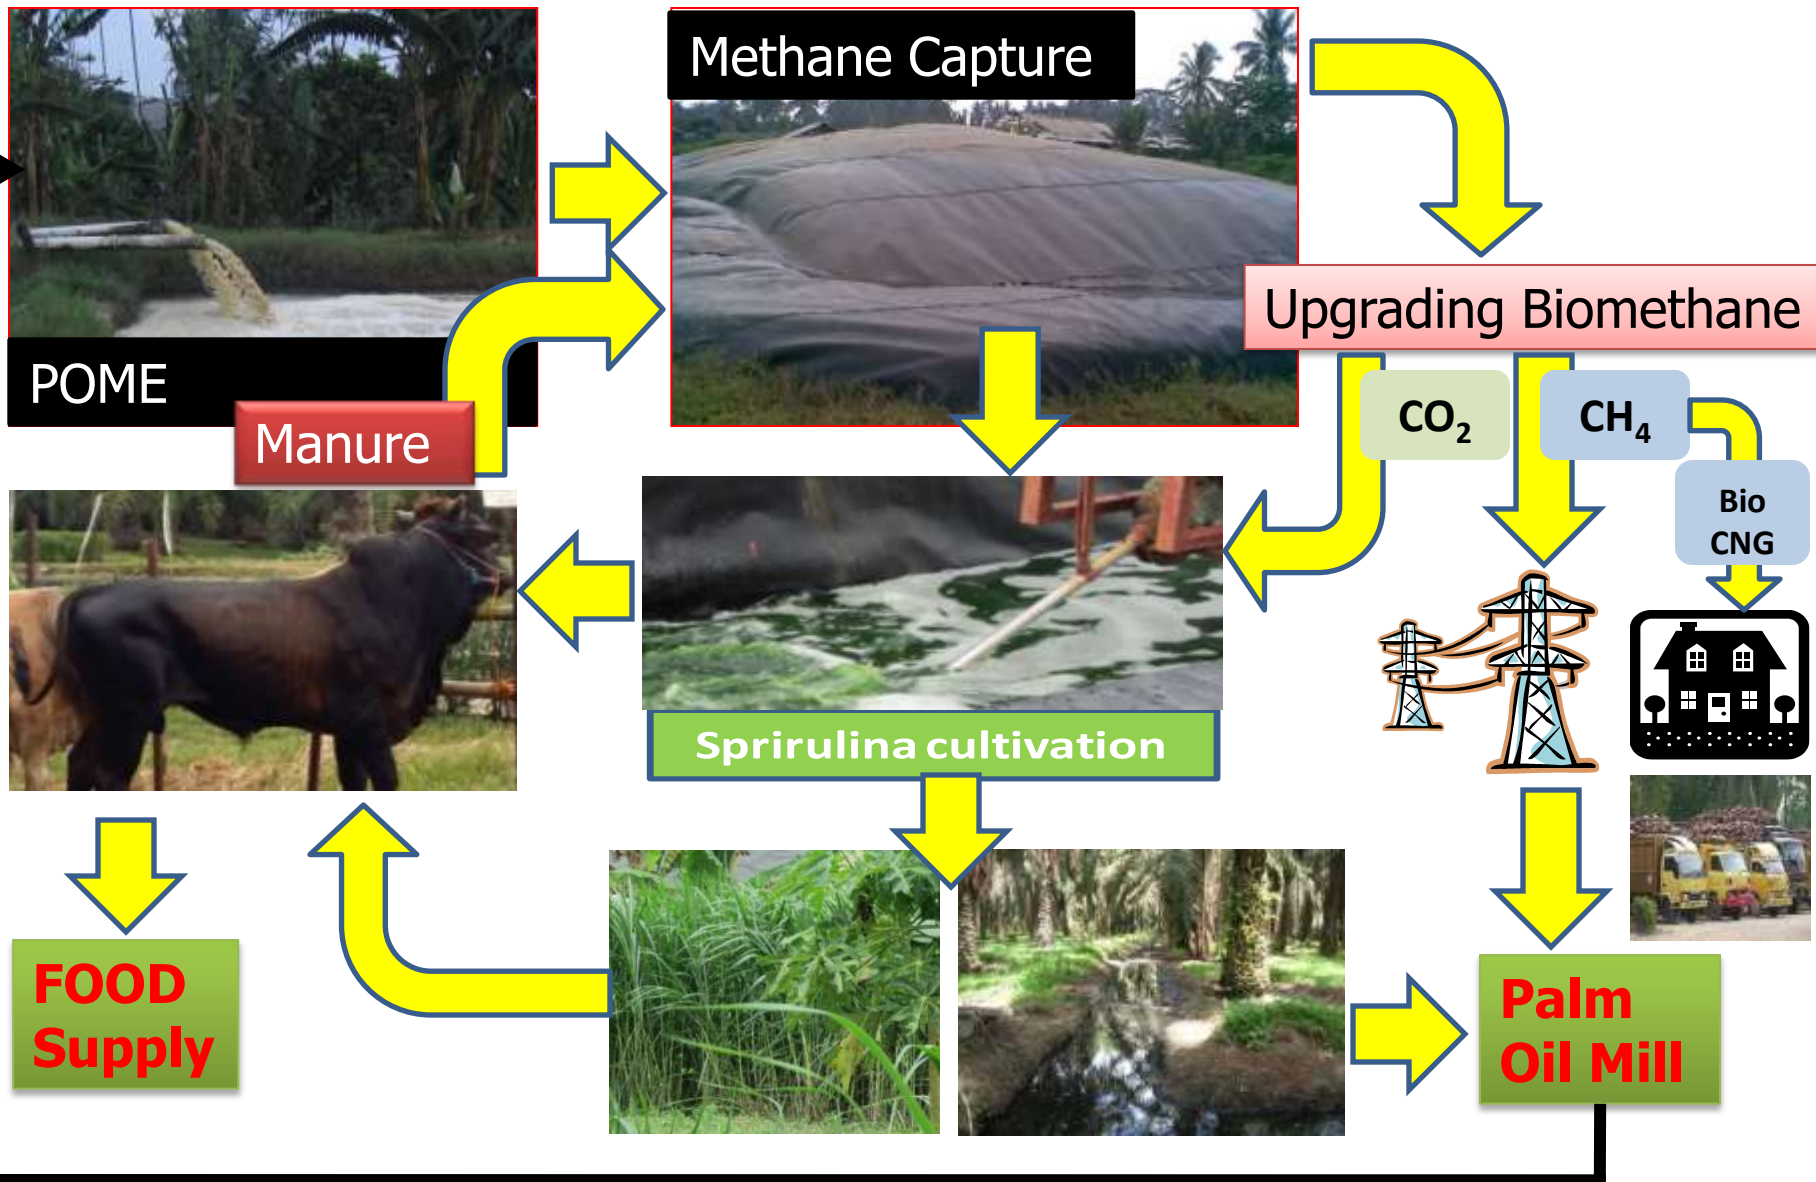 Methane Capture
POME
Manure
Upgrading Biomethane
CO₂
CH₄
Bio
CNG
Sprirulina cultivation
FOOD
Supply
Palm
Oil Mill